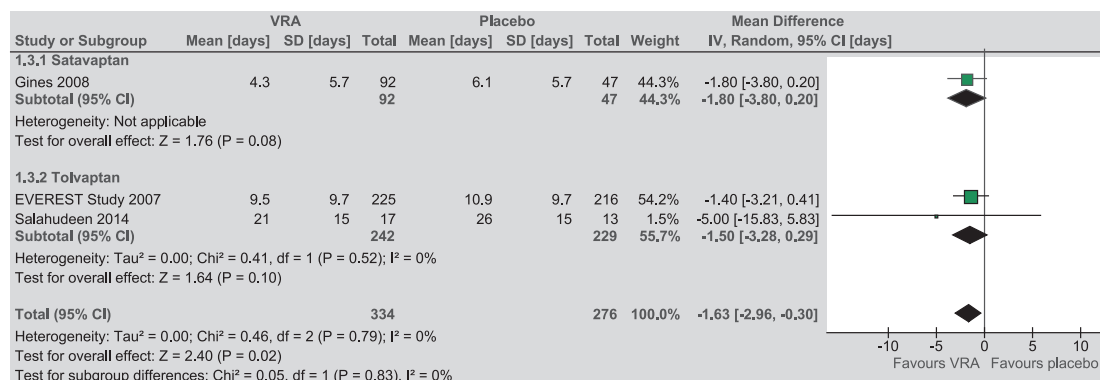 VRA Placebo Mean Difference
Study or Subgroup Mean [days] SD [days] Total Mean [days] SD [days] Total Weight IV, Random, 95% CI [days]
1.3.1 Satavaptan
Gines 2008 4.3 5.7 92 6.1 5.7 47 44.3% -1.80 [-3.80, 0.20]
Subtotal (95% CI) 92 47 44.3% -1.80 [-3.80, 0.20]
Heterogeneity: Not applicable
Test for overall effect: Z = 1.76 (P = 0.08)
1.3.2 Tolvaptan
EVEREST Study 2007 9.5 9.7 225 10.9 9.7 216 54.2% -1.40 [-3.21, 0.41]
Salahudeen 2014 21 15 17 26 15 13 1.5% -5.00 [-15.83, 5.83]
Subtotal (95% CI) 242 229 55.7% -1.50 [-3.28, 0.29]
Heterogeneity: Tau² = 0.00; Chi² = 0.41, df = 1 (P = 0.52); I² = 0%
Test for overall effect: Z = 1.64 (P = 0.10)
Total (95% CI) 334 276 100.0% -1.63 [-2.96, -0.30]
Heterogeneity: Tau² = 0.00; Chi² = 0.46, df = 2 (P = 0.79); I² = 0%
Test for overall effect: Z = 2.40 (P = 0.02)
Test for subgroup differences: Chi² = 0.05, df = 1 (P = 0.83), I² = 0%
-10 -5 0 5 10
Favours VRA Favours placebo